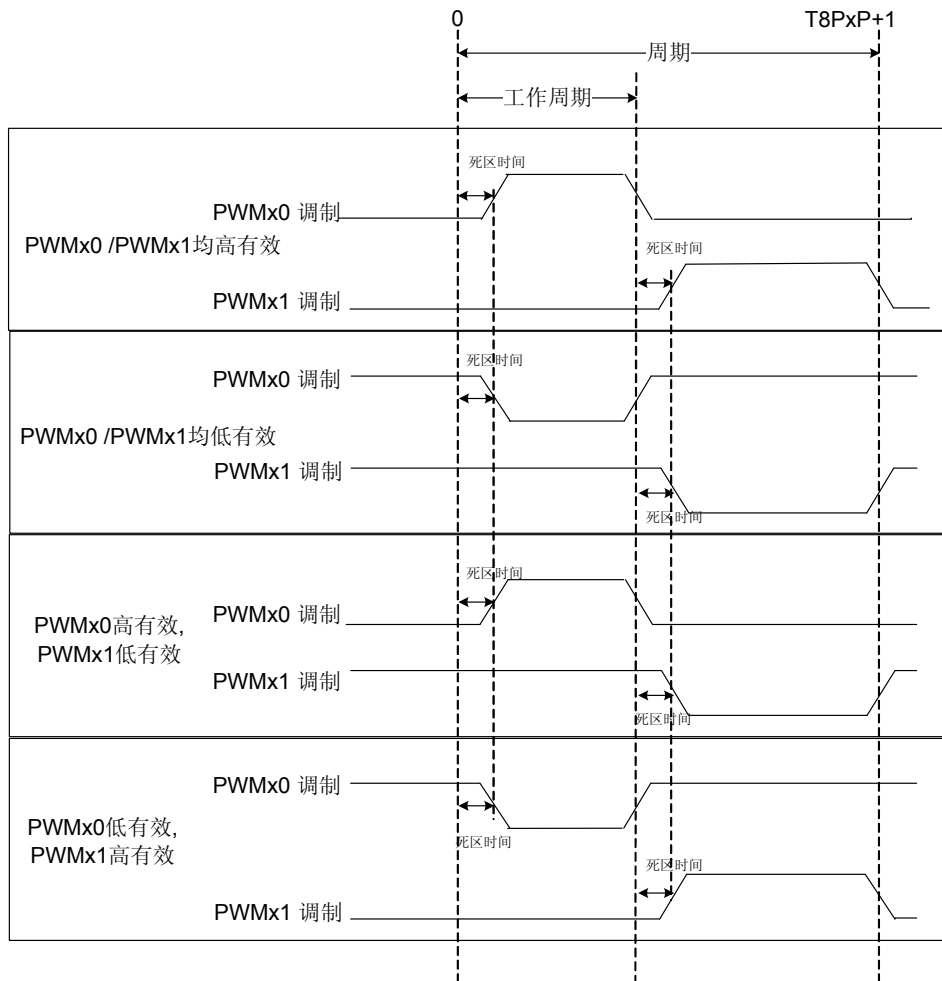 0
T8PxP+1
周期
工作周期
死区时间
PWMx0 调制
PWMx0 /PWMx1均高有效
死区时间
PWMx1 调制
死区时间
PWMx0 调制
PWMx0 /PWMx1均低有效
PWMx1 调制
死区时间
死区时间
PWMx0 调制
PWMx0高有效,
PWMx1低有效
PWMx1 调制
死区时间
PWMx0 调制
PWMx0低有效,
PWMx1高有效
死区时间
死区时间
PWMx1 调制